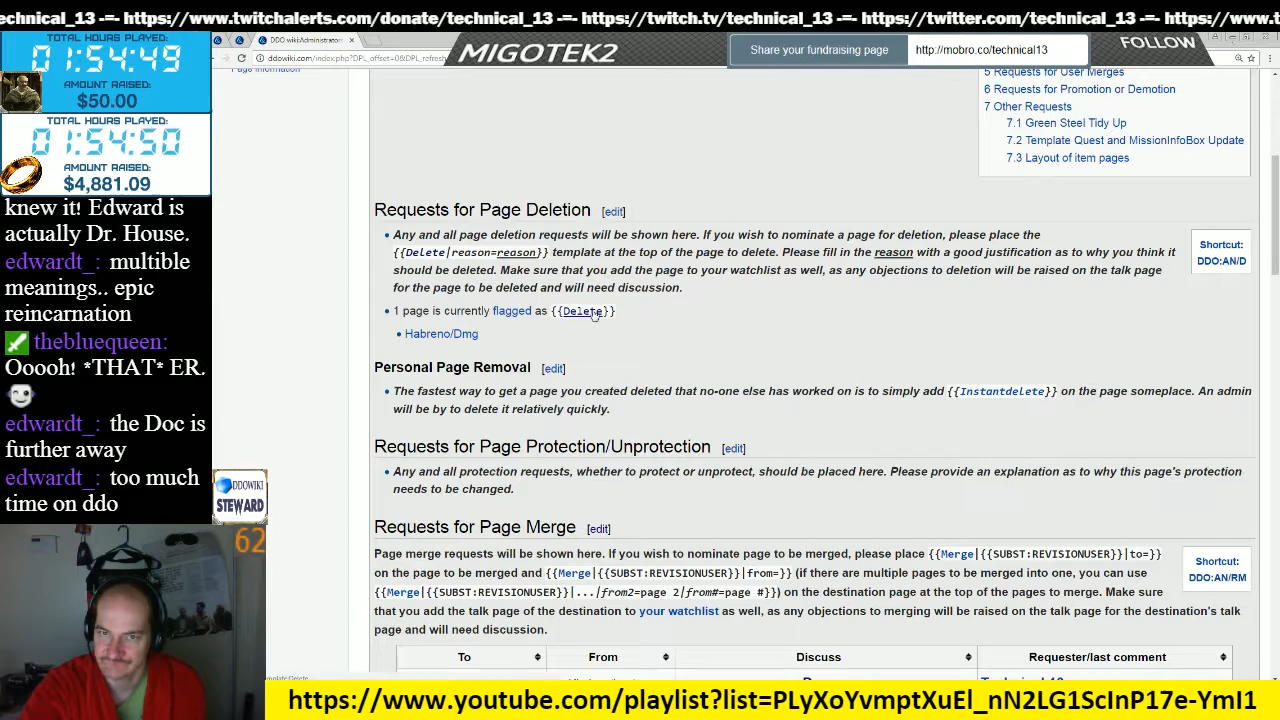 technical_13 -=- https://www.twitchalerts.com/donate/technical_13 -=- https://twitch.tv/technical_13 -=- https://twitter.com/technical_13 -=- https://www.t
TOTAL HOURS PLAYED:
01:54:49
AMOUNT RAISED:
$50.00
TOTAL HOURS PLAYED:
01:54:50
AMOUNT RAISED:
$4,881.09
knew it! Edward is
actually Dr. House.
edwardt_: multible
meanings.. epic
reincarnation
thebluequeen:
Ooooh! *THAT* ER.
edwardt_: the Doc is
further away
edwardt_: too much
time on ddo
DDOWIKI
STEWARD
62
DDO wiki:Administrators
ddowiki.com/index.php?DPL_offset=0&DPL_refresh
MIGOTEK2
Share your fundraising page
http://mobro.co/technical13
FOLLOW
Page information
5 Requests for User Merges
6 Requests for Promotion or Demotion
7 Other Requests
7.1 Green Steel Tidy Up
7.2 Template Quest and MissionInfoBox Update
7.3 Layout of item pages
Requests for Page Deletion [edit]
Any and all page deletion requests will be shown here. If you wish to nominate a page for deletion, please place the
{{Delete|reason=reason}} template at the top of the page to delete. Please fill in the reason with a good justification as to why you think it
should be deleted. Make sure that you add the page to your watchlist as well, as any objections to deletion will be raised on the talk page
for the page to be deleted and will need discussion.
Shortcut:
DDO:AN/D
1 page is currently flagged as {{Delete}}
Habreno/Dmg
Personal Page Removal [edit]
The fastest way to get a page you created deleted that no-one else has worked on is to simply add {{Instantdelete}} on the page someplace. An admin
will be by to delete it relatively quickly.
Requests for Page Protection/Unprotection [edit]
Any and all protection requests, whether to protect or unprotect, should be placed here. Please provide an explanation as to why this page's protection
needs to be changed.
Requests for Page Merge [edit]
Page merge requests will be shown here. If you wish to nominate page to be merged, please place {{Merge|{{SUBST:REVISIONUSER}}|to=}}
on the page to be merged and {{Merge|{{SUBST:REVISIONUSER}}|from=}} (if there are multiple pages to be merged into one, you can use
{{Merge|{{SUBST:REVISIONUSER}}|...|from2=page 2|from#=page #}}) on the destination page at the top of the pages to merge. Make sure
that you add the talk page of the destination to your watchlist as well, as any objections to merging will be raised on the talk page for the destination's talk
page and will need discussion.
Shortcut:
DDO:AN/RM
To From Discuss Requester/last comment
https://www.youtube.com/playlist?list=PLyXoYvmptXuEl_nN2LG1ScInP17e-YmI1